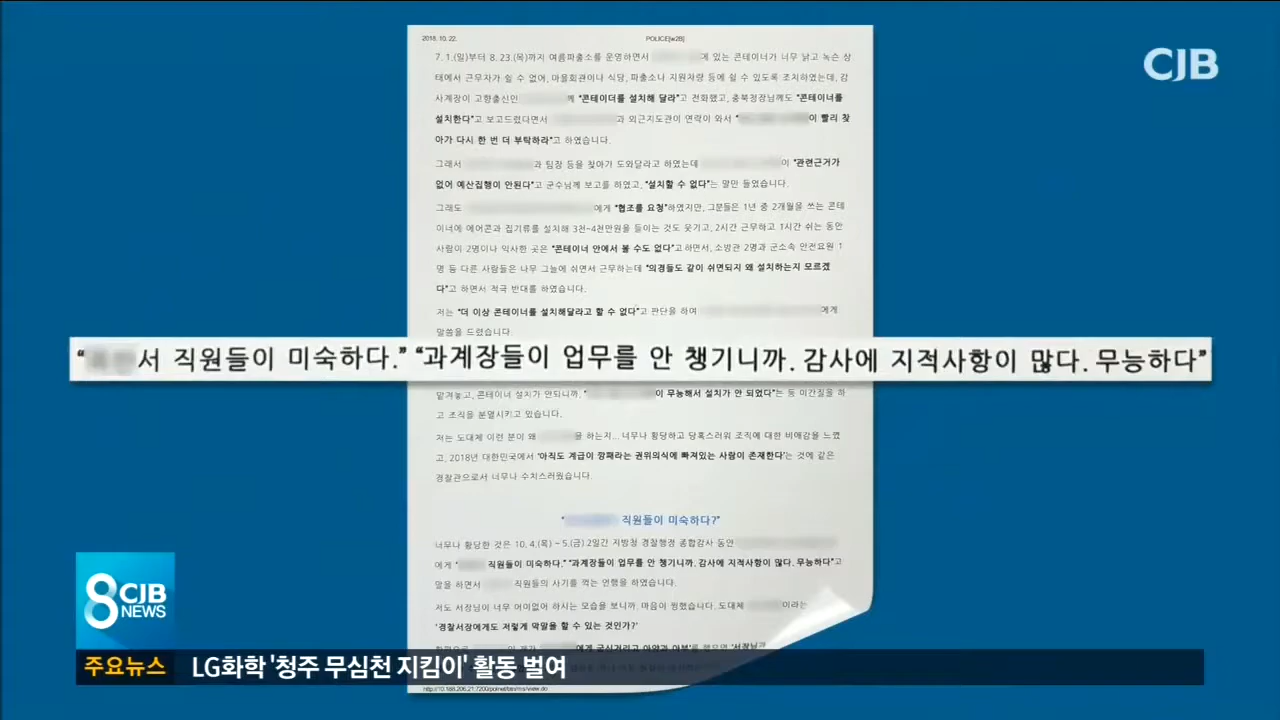 2018. 10. 22.
POLICE[w2B]
CJB
7. 1.(일)부터 8. 23.(목)까지 여름파출소를 운영하면서 에 있는 콘테이너가 너무 낡고 녹슨 상
태에서 근무자가 쉴 수 없어, 마을회관이나 식당, 파출소나 지원차량 등에 쉴 수 있도록 조치하였는데, 감
사계장이 고향출신인 께 “콘테이더를 설치해 달라”고 전화했고, 충북청장님께도 “콘테이너를
설치한다”고 보고드렸다면서 과 외근지도관이 연락이 와서 “ 이 빨리 찾
아가 다시 한 번 더 부탁하라”고 하였습니다.
그래서 과 팀장 등을 찾아가 도와달라고 하였는데 이 “관련근거가
없어 예산집행이 안된다”고 군수님께 보고를 하였고, “설치할 수 없다”는 말만 들었습니다.
그래도 에게 “협조를 요청”하였지만, 그분들은 1년 중 2개월을 쓰는 콘테
이너에 에어콘과 집기류를 설치해 3천~4천만원을 들이는 것도 웃기고, 2시간 근무하고 1시간 쉬는 동안
사람이 2명이나 익사한 곳은 “콘테이너 안에서 볼 수도 없다”고하면서, 소방관 2명과 군소속 안전요원 1
명 등 다른 사람들은 나무 그늘에 쉬면서 근무하는데 “의경들도 같이 쉬면되지 왜 설치하는지 모르겠
다”고 하면서 적극 반대를 하였습니다.
저는 “더 이상 콘테이너를 설치해달라고 할 수 없다”고 판단을 하여 에게
말씀을 드렸습니다.
“ 서 직원들이 미숙하다.” “과계장들이 업무를 안 챙기니까. 감사에 지적사항이 많다. 무능하다”
맡겨놓고, 콘테이너 설치가 안되니까, “ 이 무능해서 설치가 안 되었다”는 등 이간질을 하
고 조직을 분열시키고 있습니다.
저는 도대체 이런 분이 왜 을 하는지... 너무나 황당하고 당혹스러워 조직에 대한 비애감을 느꼈
고, 2018년 대한민국에서 '아직도 계급이 깡패라는 권위의식에 빠져있는 사람이 존재한다'는 것에 같은
경찰관으로서 너무나 수치스러웠습니다.
“ 직원들이 미숙하다?”
너무나 황당한 것은 10. 4.(목) ~ 5.(금) 2일간 지방청 경찰행정 종합감사 동안
에게 “ 직원들이 미숙하다.” “과계장들이 업무를 안 챙기니까. 감사에 지적사항이 많다. 무능하다”고
말을 하면서 직원들의 사기를 꺽는 언행을 하였습니다.
저도 서장님이 너무 어이없어 하시는 모습을 보니까. 마음이 찡했습니다. 도대체 이라는
'경찰서장에게도 저렇게 막말을 할 수 있는 것인가?'
8 CJB NEWS
주요뉴스 LG화학 '청주 무심천 지킴이' 활동 벌여